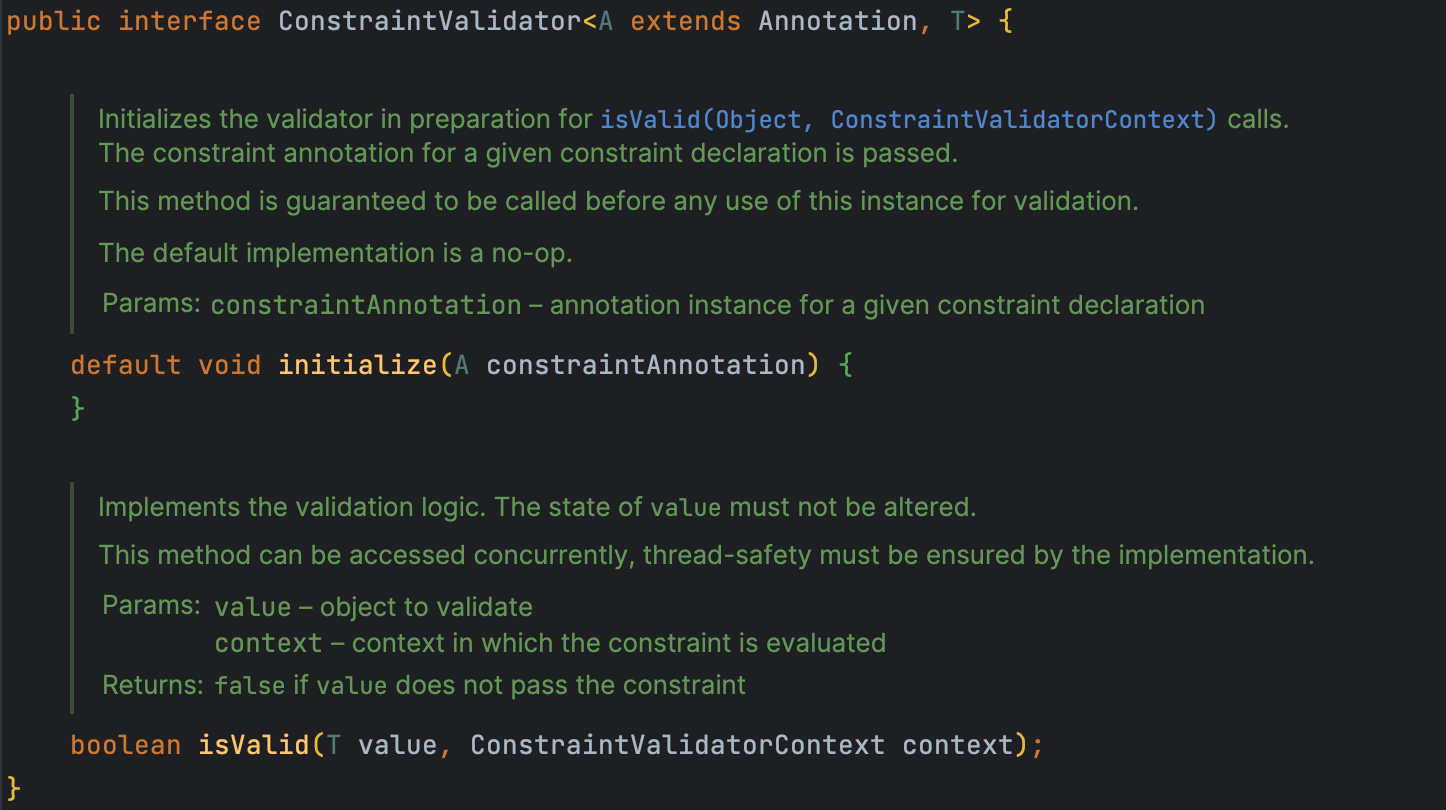 public interface ConstraintValidator<A extends Annotation, T> {
Initializes the validator in preparation for isValid(Object, ConstraintValidatorContext) calls.
The constraint annotation for a given constraint declaration is passed.
This method is guaranteed to be called before any use of this instance for validation.
The default implementation is a no-op.
Params: constraintAnnotation – annotation instance for a given constraint declaration
default void initialize(A constraintAnnotation) {
}
Implements the validation logic. The state of value must not be altered.
This method can be accessed concurrently, thread-safety must be ensured by the implementation.
Params: value – object to validate
context – context in which the constraint is evaluated
Returns: false if value does not pass the constraint
boolean isValid(T value, ConstraintValidatorContext context);
}